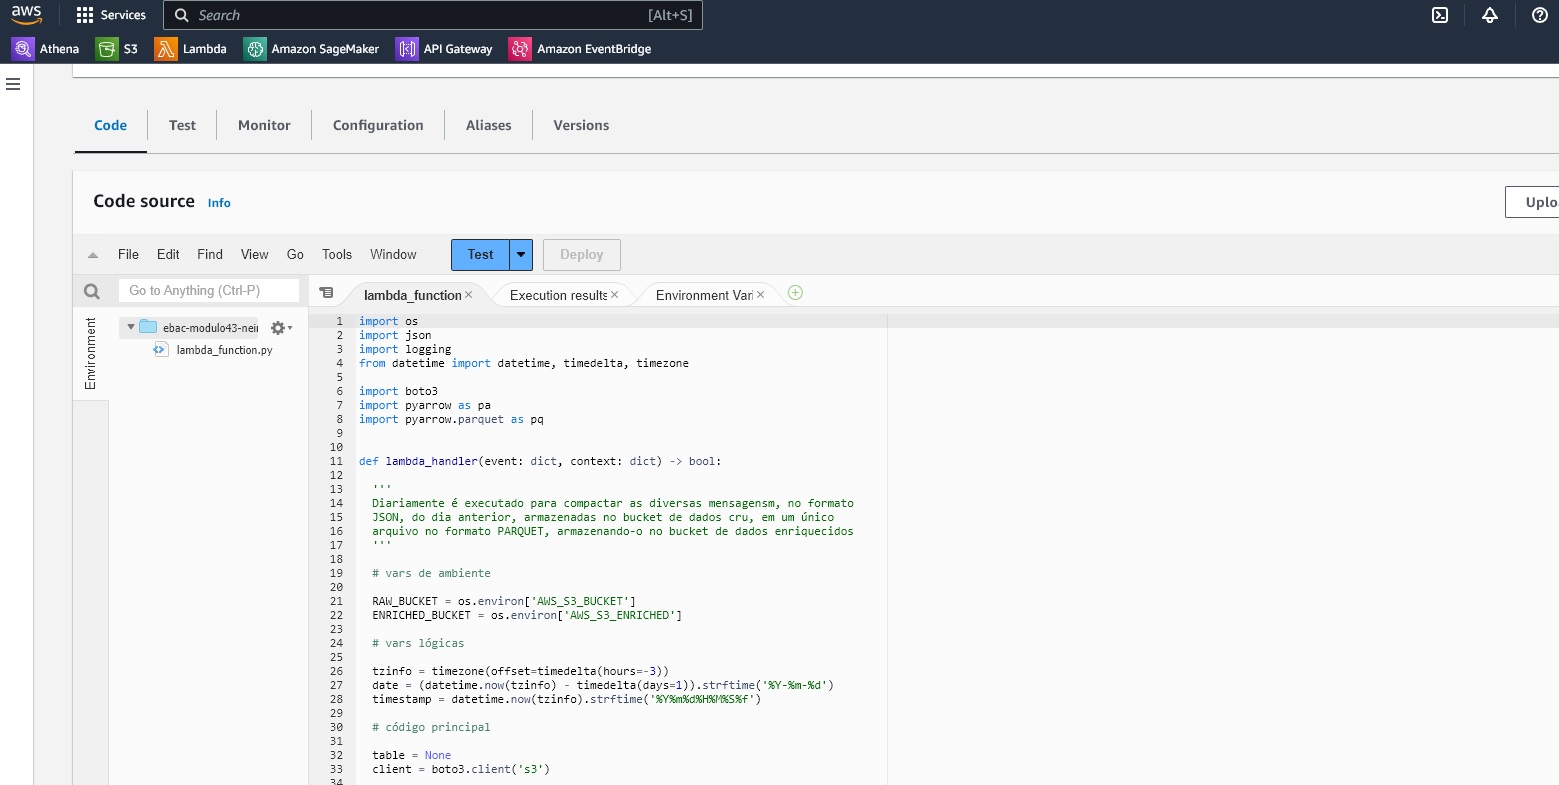 aws Services Search [Alt+S]
Athena S3 Lambda Amazon SageMaker API Gateway Amazon EventBridge
Code Test Monitor Configuration Aliases Versions
Code source Info Uplo
File Edit Find View Go Tools Window Test Deploy
Go to Anything (Ctrl-P) lambda_function Execution results Environment Vari
Environment
ebac-modulo43-nei
lambda_function.py
1 import os
2 import json
3 import logging
4 from datetime import datetime, timedelta, timezone
5
6 import boto3
7 import pyarrow as pa
8 import pyarrow.parquet as pq
9
10
11 def lambda_handler(event: dict, context: dict) -> bool:
12
13 '''
14 Diariamente é executado para compactar as diversas mensagensm, no formato
15 JSON, do dia anterior, armazenadas no bucket de dados cru, em um único
16 arquivo no formato PARQUET, armazenando-o no bucket de dados enriquecidos
17 '''
18
19 # vars de ambiente
20
21 RAW_BUCKET = os.environ['AWS_S3_BUCKET']
22 ENRICHED_BUCKET = os.environ['AWS_S3_ENRICHED']
23
24 # vars lógicas
25
26 tzinfo = timezone(offset=timedelta(hours=-3))
27 date = (datetime.now(tzinfo) - timedelta(days=1)).strftime('%Y-%m-%d')
28 timestamp = datetime.now(tzinfo).strftime('%Y%m%d%H%M%S%f')
29
30 # código principal
31
32 table = None
33 client = boto3.client('s3')
34